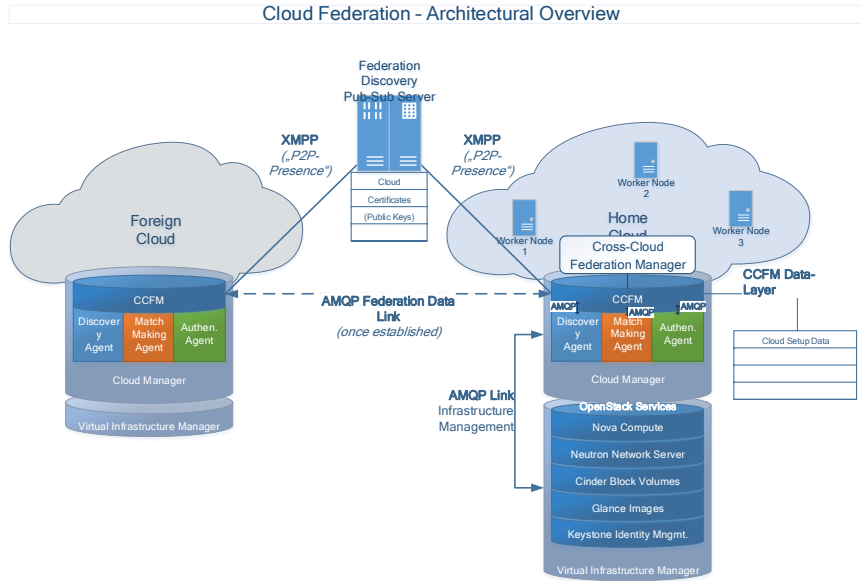 Cloud Federation - Architectural Overview
Federation
Discovery
Pub-Sub Server
XMPP
(„P2P-
Presence“)
XMPP
(„P2P-
Presence“)
Cloud
Certificates
(Public Keys)
Foreign
Cloud
Worker Node
2
Worker Node
1
Worker Node
3
Home
Cloud
Cross-Cloud
Federation Manager
CCFM
Discover
y
Agent
Match
Making
Agent
Authen.
Agent
Cloud Manager
Virtual Infrastructure Manager
AMQP Federation Data
Link
(once established)
CCFM Data-
Layer
Cloud Setup Data
CCFM
AMQP
AMQP
AMQP
Discover
y
Agent
Match
Making
Agent
Authen.
Agent
Cloud Manager
AMQP Link
Infrastructure
Management
OpenStack Services
Nova Compute
Neutron Network Server
Cinder Block Volumes
Glance Images
Keystone Identity Mngmt.
Virtual Infrastructure Manager